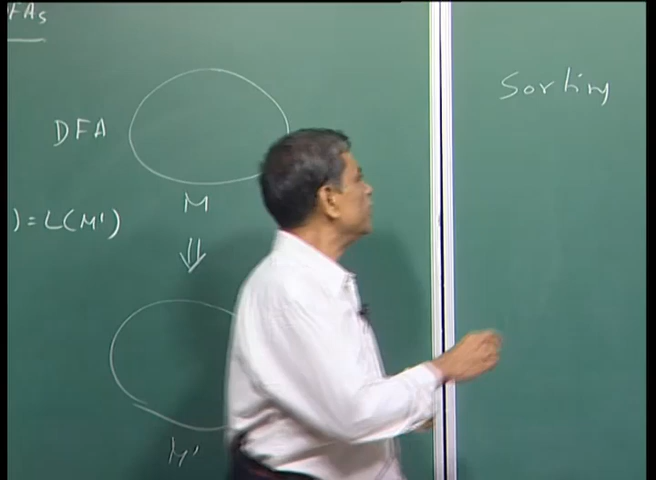 FAs
DFA
M
) = L(M')
⇓
M'
Sorting